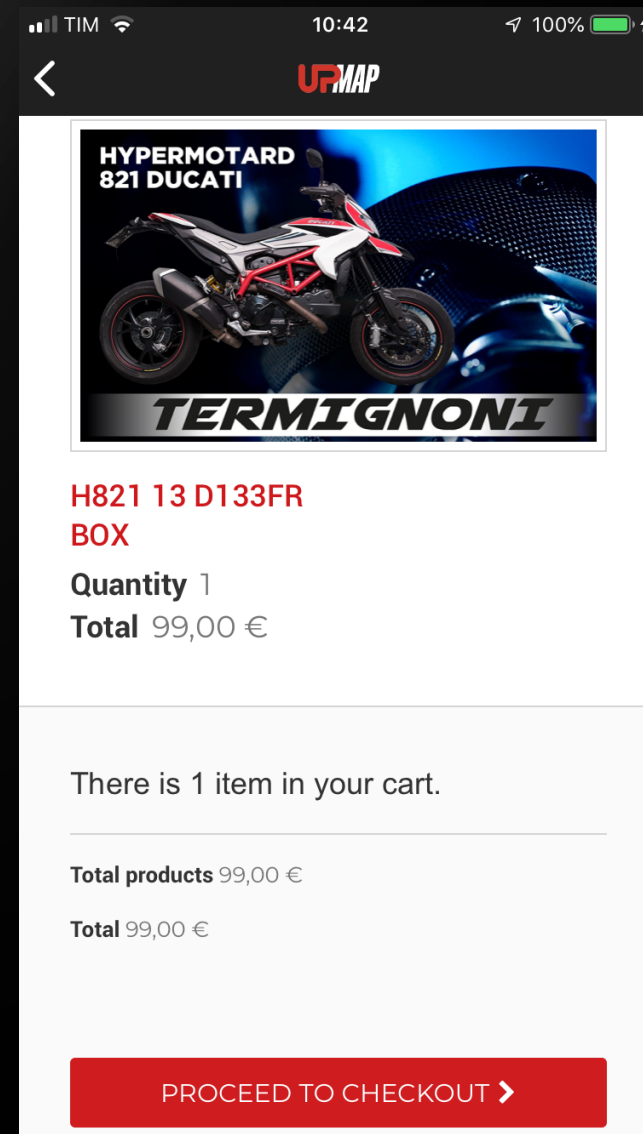 TIM 10:42 100%
UPMAP
HYPERMOTARD
821 DUCATI
DUCATI
TERMIGNONI
H821 13 D133FR
BOX
Quantity 1
Total 99,00 €
There is 1 item in your cart.
Total products 99,00 €
Total 99,00 €
PROCEED TO CHECKOUT